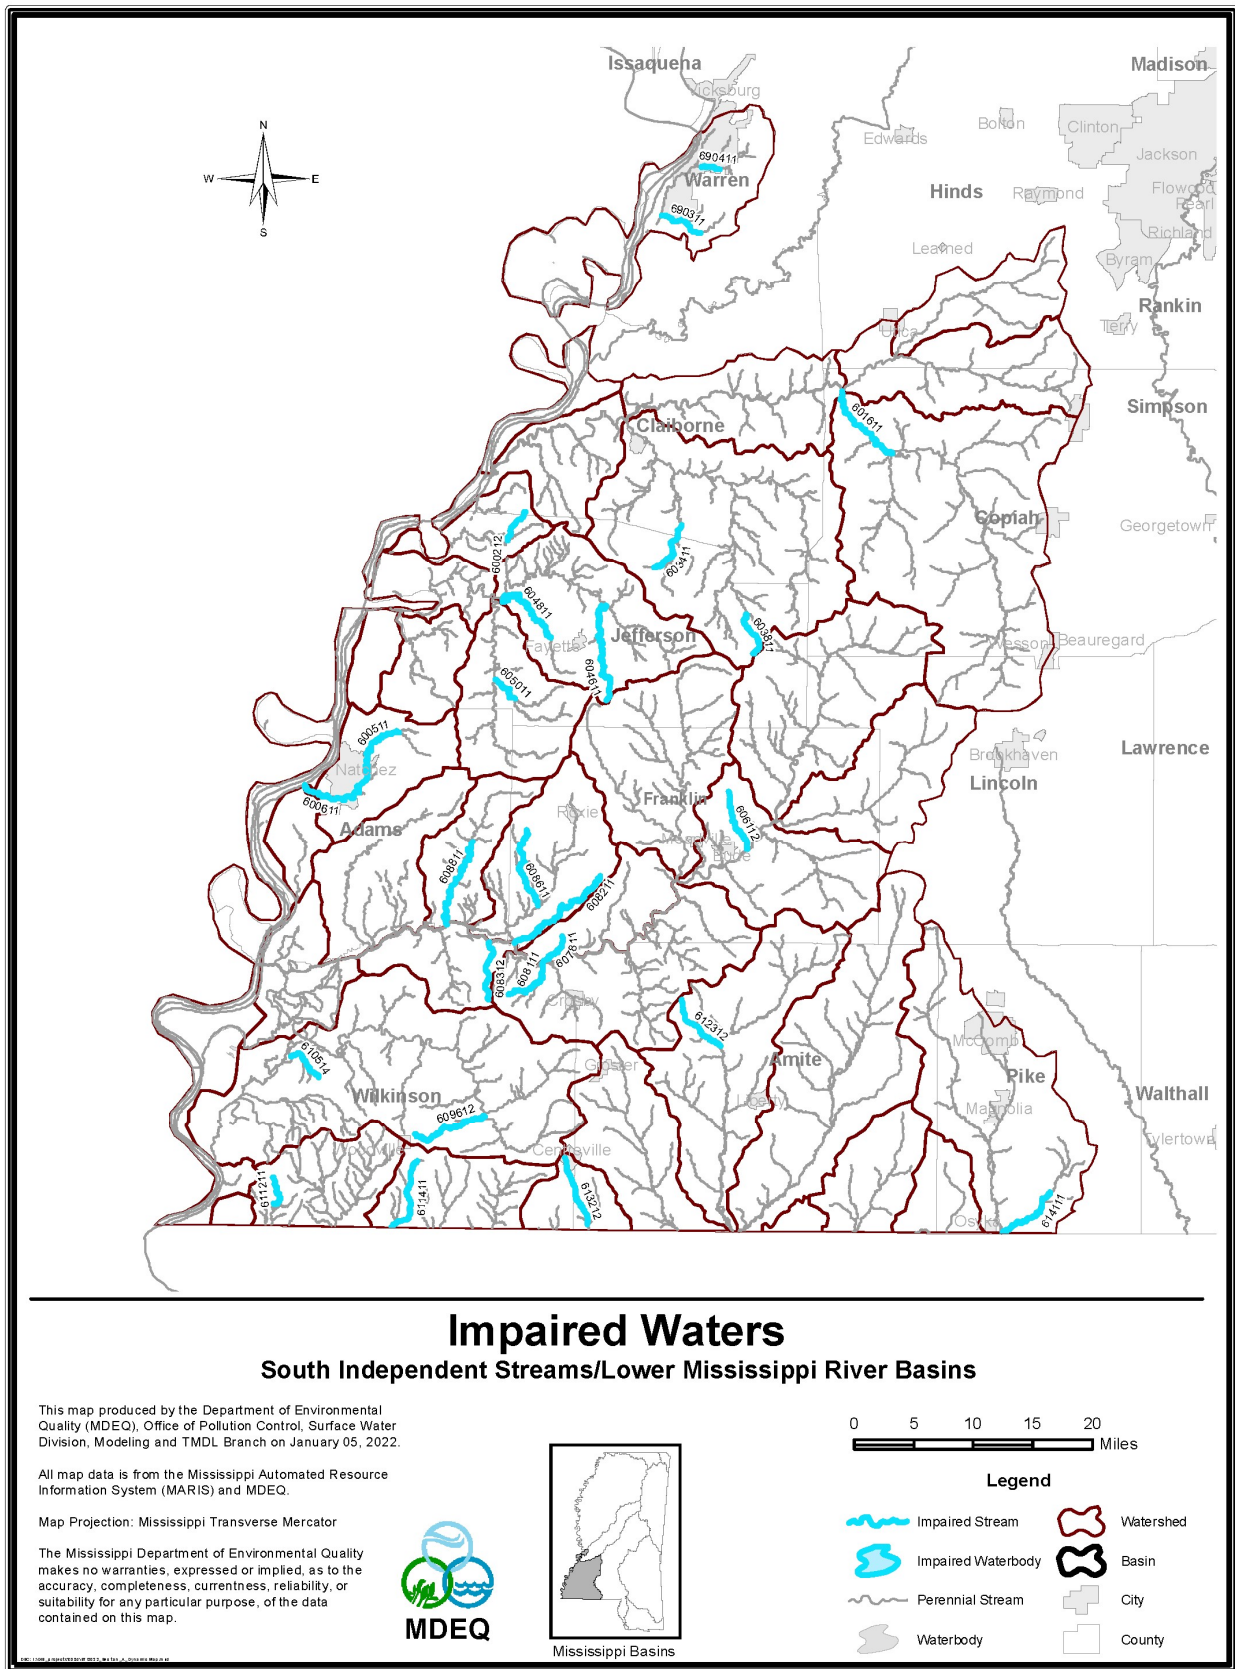 Issaquena
Madison
Vicksburg
Bolton
Clinton
Edwards
Jackson
690411
Warren
Hinds
Raymond
Flowood
Pearl
690311
Richland
Learned
Byram
N
W
E
S
Rankin
Utica
Terry
Simpson
601611
Claiborne
Copiah
Georgetown
600212
603411
604811
603811
Jefferson
Fayette
Wesson
Beauregard
604611
605011
600511
Brookhaven
Lawrence
Natchez
Lincoln
600611
Franklin
Roxie
Adams
606112
Meadville
Bude
608811
608611
608211
607811
608111
608312
Crosby
612312
McComb
610514
Amite
Gloster
Pike
Wilkinson
Liberty
Walthall
Magnolia
609612
Tylertown
Woodville
Centreville
611211
611411
613212
614111
Osyka
Impaired Waters
South Independent Streams/Lower Mississippi River Basins
This map produced by the Department of Environmental
Quality (MDEQ), Office of Pollution Control, Surface Water
Division, Modeling and TMDL Branch on January 05, 2022.
All map data is from the Mississippi Automated Resource
Information System (MARIS) and MDEQ.
Map Projection: Mississippi Transverse Mercator
The Mississippi Department of Environmental Quality
makes no warranties, expressed or implied, as to the
accuracy, completeness, currentness, reliability, or
suitability for any particular purpose, of the data
contained on this map.
MDEQ
Mississippi Basins
0 5 10 15 20
Miles
Legend
Impaired Stream
Watershed
Impaired Waterbody
Basin
Perennial Stream
City
Waterbody
County